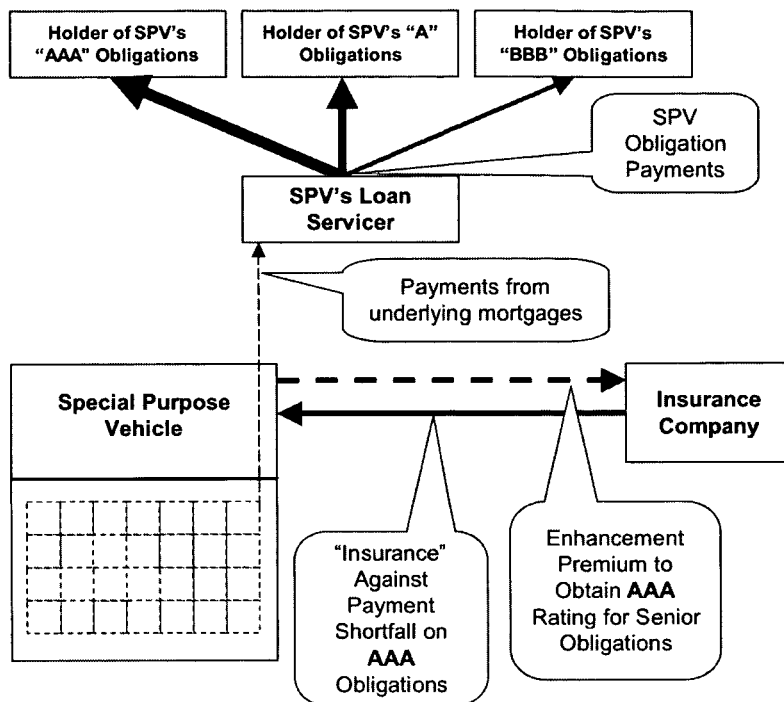 Holder of SPV's
“AAA” Obligations
Holder of SPV's “A”
Obligations
Holder of SPV's
“BBB” Obligations
SPV
Obligation
Payments
SPV's Loan
Servicer
Payments from
underlying mortgages
Special Purpose
Vehicle
Insurance
Company
“Insurance”
Against
Payment
Shortfall on
AAA
Obligations
Enhancement
Premium to
Obtain AAA
Rating for Senior
Obligations